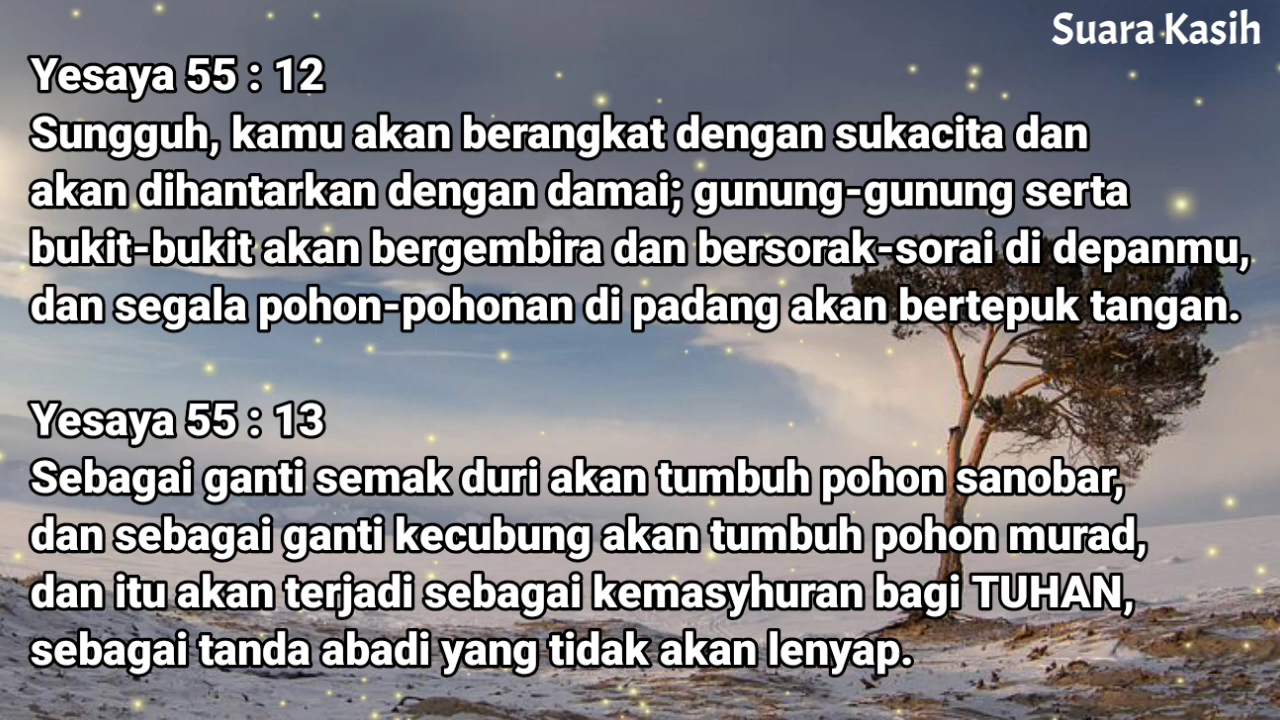 Suara Kasih
Yesaya 55 : 12
Sungguh, kamu akan berangkat dengan sukacita dan
akan dihantarkan dengan damai; gunung-gunung serta
bukit-bukit akan bergembira dan bersorak-sorai di depanmu,
dan segala pohon-pohonan di padang akan bertepuk tangan.
Yesaya 55 : 13
Sebagai ganti semak duri akan tumbuh pohon sanobar,
dan sebagai ganti kecubung akan tumbuh pohon murad,
dan itu akan terjadi sebagai kemasyhuran bagi TUHAN,
sebagai tanda abadi yang tidak akan lenyap.